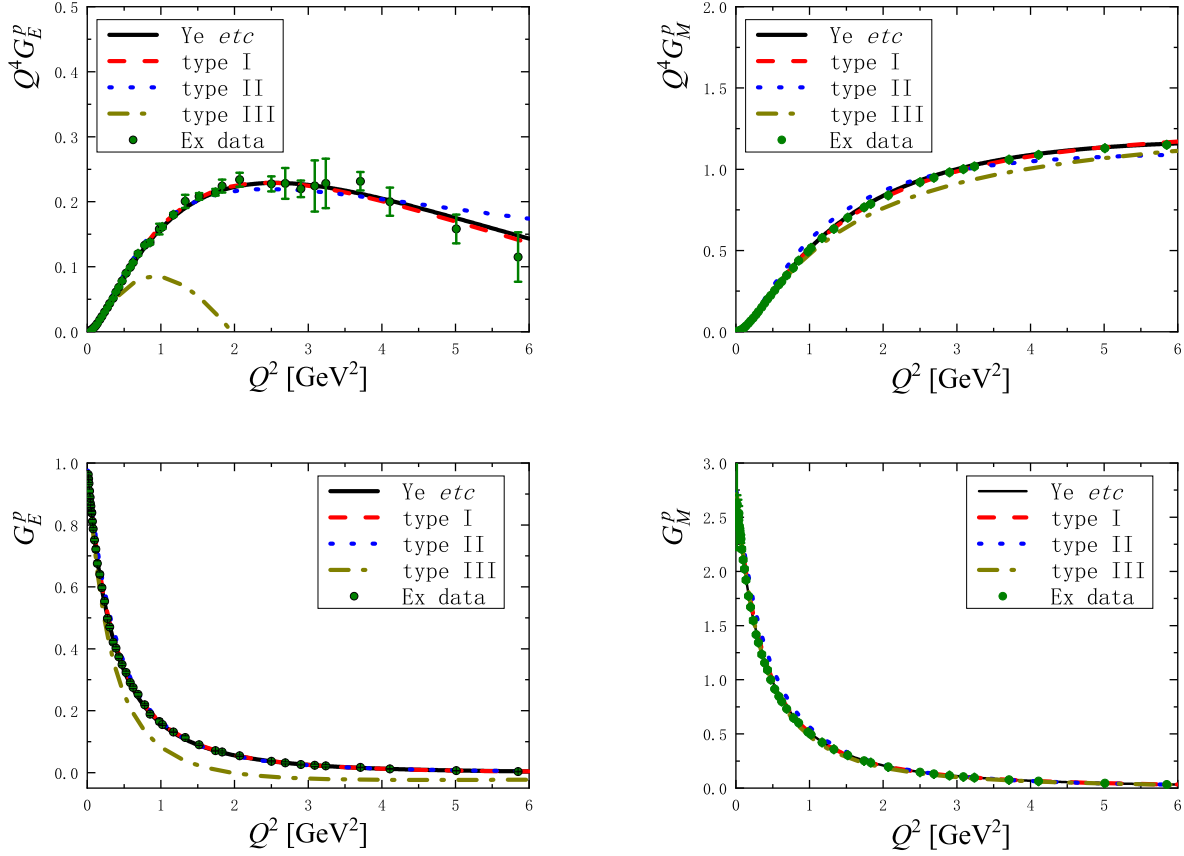 Q^4 G_E^p
0.5
0.4
0.3
0.2
0.1
0.0
Ye etc
type I
type II
type III
Ex data
0 1 2 3 4 5 6
Q^2 [GeV^2]
Q^4 G_M^p
2.0
1.5
1.0
0.5
0.0
Ye etc
type I
type II
type III
Ex data
0 1 2 3 4 5 6
Q^2 [GeV^2]
G_E^p
1.0
0.8
0.6
0.4
0.2
0.0
Ye etc
type I
type II
type III
Ex data
0 1 2 3 4 5 6
Q^2 [GeV^2]
G_M^p
3.0
2.5
2.0
1.5
1.0
0.5
0.0
Ye etc
type I
type II
type III
Ex data
0 1 2 3 4 5 6
Q^2 [GeV^2]